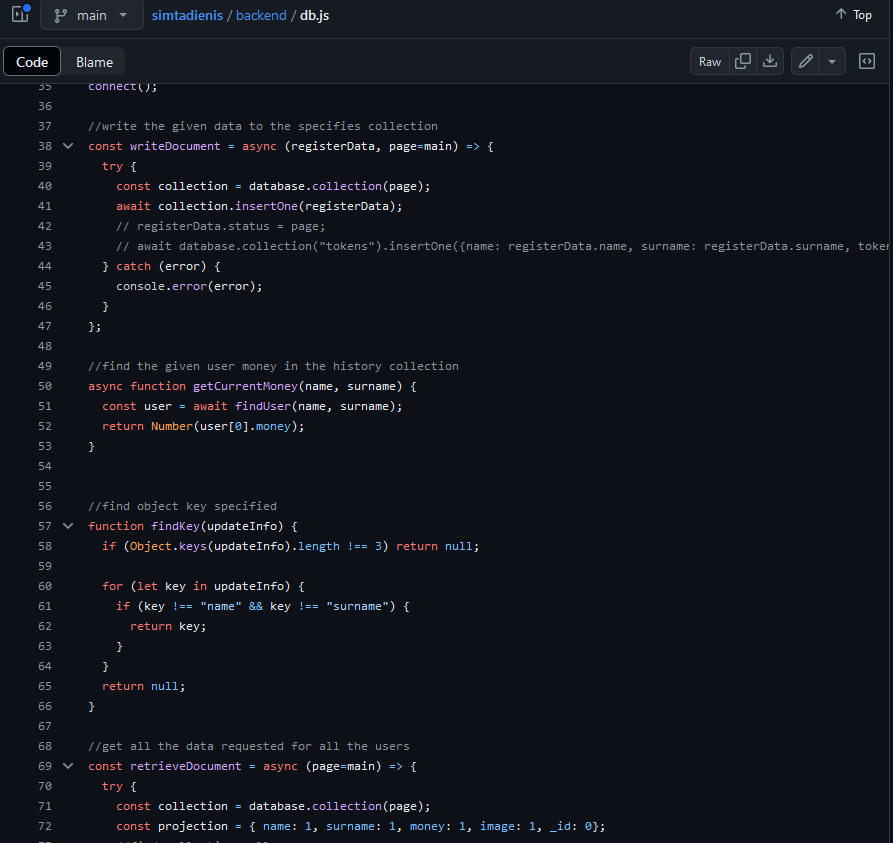 main
simtadienis / backend / db.js
Top
Code
Blame
Raw
35 connect();
36
37 //write the given data to the specifies collection
38 const writeDocument = async (registerData, page=main) => {
39 try {
40 const collection = database.collection(page);
41 await collection.insertOne(registerData);
42 // registerData.status = page;
43 // await database.collection("tokens").insertOne({name: registerData.name, surname: registerData.surname, token
44 } catch (error) {
45 console.error(error);
46 }
47 };
48
49 //find the given user money in the history collection
50 async function getCurrentMoney(name, surname) {
51 const user = await findUser(name, surname);
52 return Number(user[0].money);
53 }
54
55
56 //find object key specified
57 function findKey(updateInfo) {
58 if (Object.keys(updateInfo).length !== 3) return null;
59
60 for (let key in updateInfo) {
61 if (key !== "name" && key !== "surname") {
62 return key;
63 }
64 }
65 return null;
66 }
67
68 //get all the data requested for all the users
69 const retrieveDocument = async (page=main) => {
70 try {
71 const collection = database.collection(page);
72 const projection = { name: 1, surname: 1, money: 1, image: 1, _id: 0};